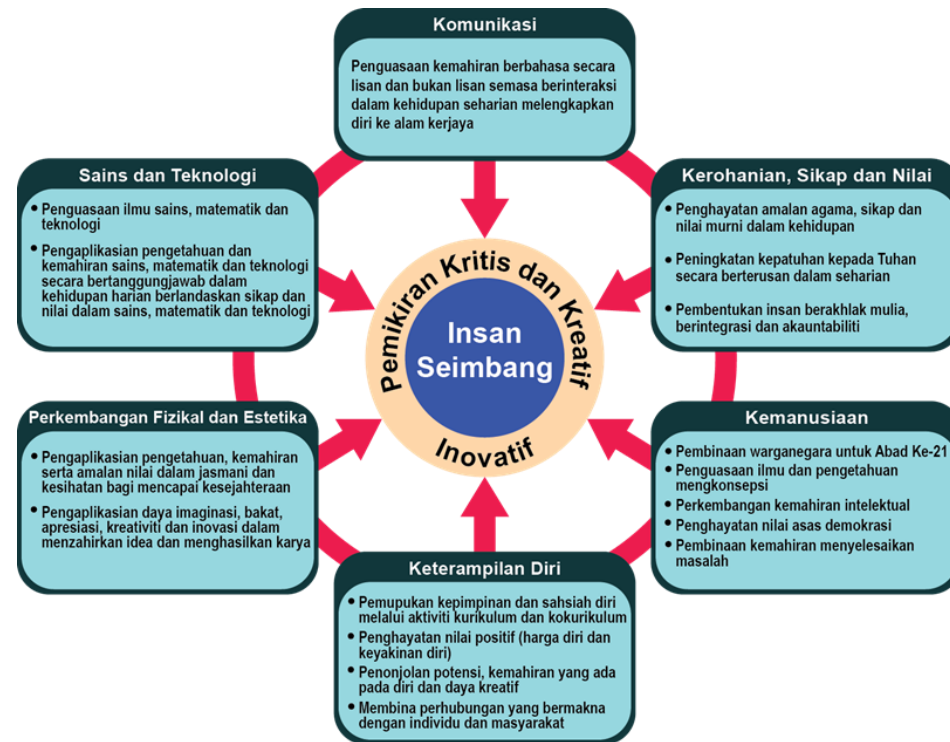 Komunikasi
Penguasaan kemahiran berbahasa secara
lisan dan bukan lisan semasa berinteraksi
dalam kehidupan seharian melengkapkan
diri ke alam kerjaya
Sains dan Teknologi
• Penguasaan ilmu sains, matematik dan
teknologi
• Pengaplikasian pengetahuan dan
kemahiran sains, matematik dan teknologi
secara bertanggungjawab dalam
kehidupan harian berlandaskan sikap dan
nilai dalam sains, matematik dan teknologi
Kerohanian, Sikap dan Nilai
• Penghayatan amalan agama, sikap dan
nilai murni dalam kehidupan
• Peningkatan kepatuhan kepada Tuhan
secara berterusan dalam seharian
• Pembentukan insan berakhlak mulia,
berintegrasi dan akauntabiliti
Pemikiran Kritis dan Kreatif
Insan
Seimbang
Inovatif
Perkembangan Fizikal dan Estetika
• Pengaplikasian pengetahuan, kemahiran
serta amalan nilai dalam jasmani dan
kesihatan bagi mencapai kesejahteraan
• Pengaplikasian daya imaginasi, bakat,
apresiasi, kreativiti dan inovasi dalam
menzahirkan idea dan menghasilkan karya
Kemanusiaan
• Pembinaan warganegara untuk Abad Ke-21
• Penguasaan ilmu dan pengetahuan
mengkonsepsi
• Perkembangan kemahiran intelektual
• Penghayatan nilai asas demokrasi
• Pembinaan kemahiran menyelesaikan
masalah
Keterampilan Diri
• Pemupukan kepimpinan dan sahsiah diri
melalui aktiviti kurikulum dan kokurikulum
• Penghayatan nilai positif (harga diri dan
keyakinan diri)
• Penonjolan potensi, kemahiran yang ada
pada diri dan daya kreatif
• Membina perhubungan yang bermakna
dengan individu dan masyarakat